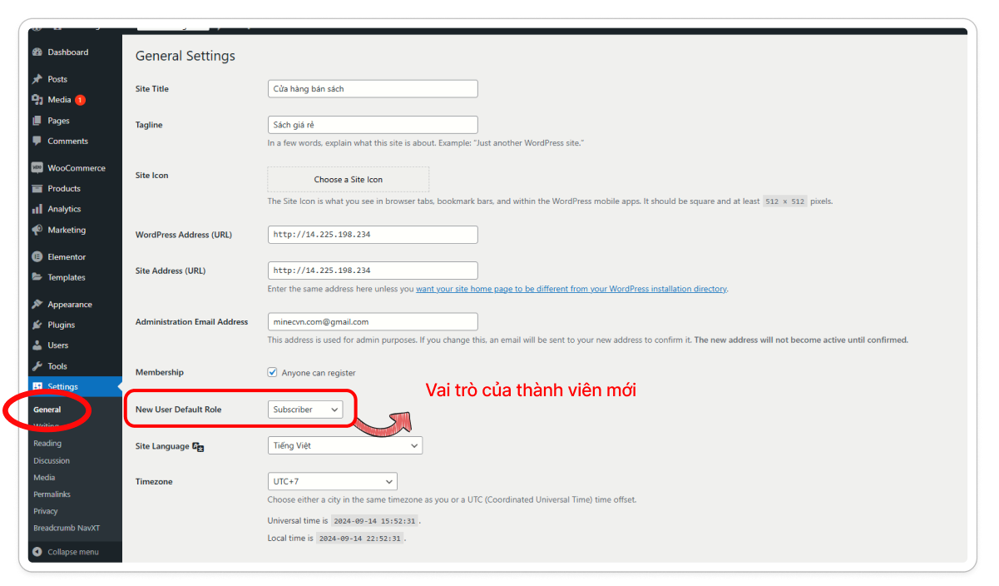 Dashboard
General Settings
Posts
Site Title
Cửa hàng bán sách
Media 1
Pages
Tagline
Sách giá rẻ
Comments
In a few words, explain what this site is about. Example: “Just another WordPress site.”
WooCommerce
Site Icon
Choose a Site Icon
Products
The Site Icon is what you see in browser tabs, bookmark bars, and within the WordPress mobile apps. It should be square and at least 512 × 512 pixels.
Analytics
Marketing
WordPress Address (URL)
http://14.225.198.234
Elementor
Site Address (URL)
http://14.225.198.234
Templates
Enter the same address here unless you want your site home page to be different from your WordPress installation directory.
Appearance
Administration Email Address
minecvn.com@gmail.com
Plugins
This address is used for admin purposes. If you change this, an email will be sent to your new address to confirm it. The new address will not become active until confirmed.
Users
Tools
Membership
Anyone can register
Settings
Vai trò của thành viên mới
General
New User Default Role
Subscriber
Writing
Reading
Site Language
Tiếng Việt
Discussion
Media
Timezone
UTC+7
Permalinks
Choose either a city in the same timezone as you or a UTC (Coordinated Universal Time) time offset.
Privacy
Universal time is 2024-09-14 15:52:31 .
Breadcrumb NavXT
Local time is 2024-09-14 22:52:31 .
Collapse menu